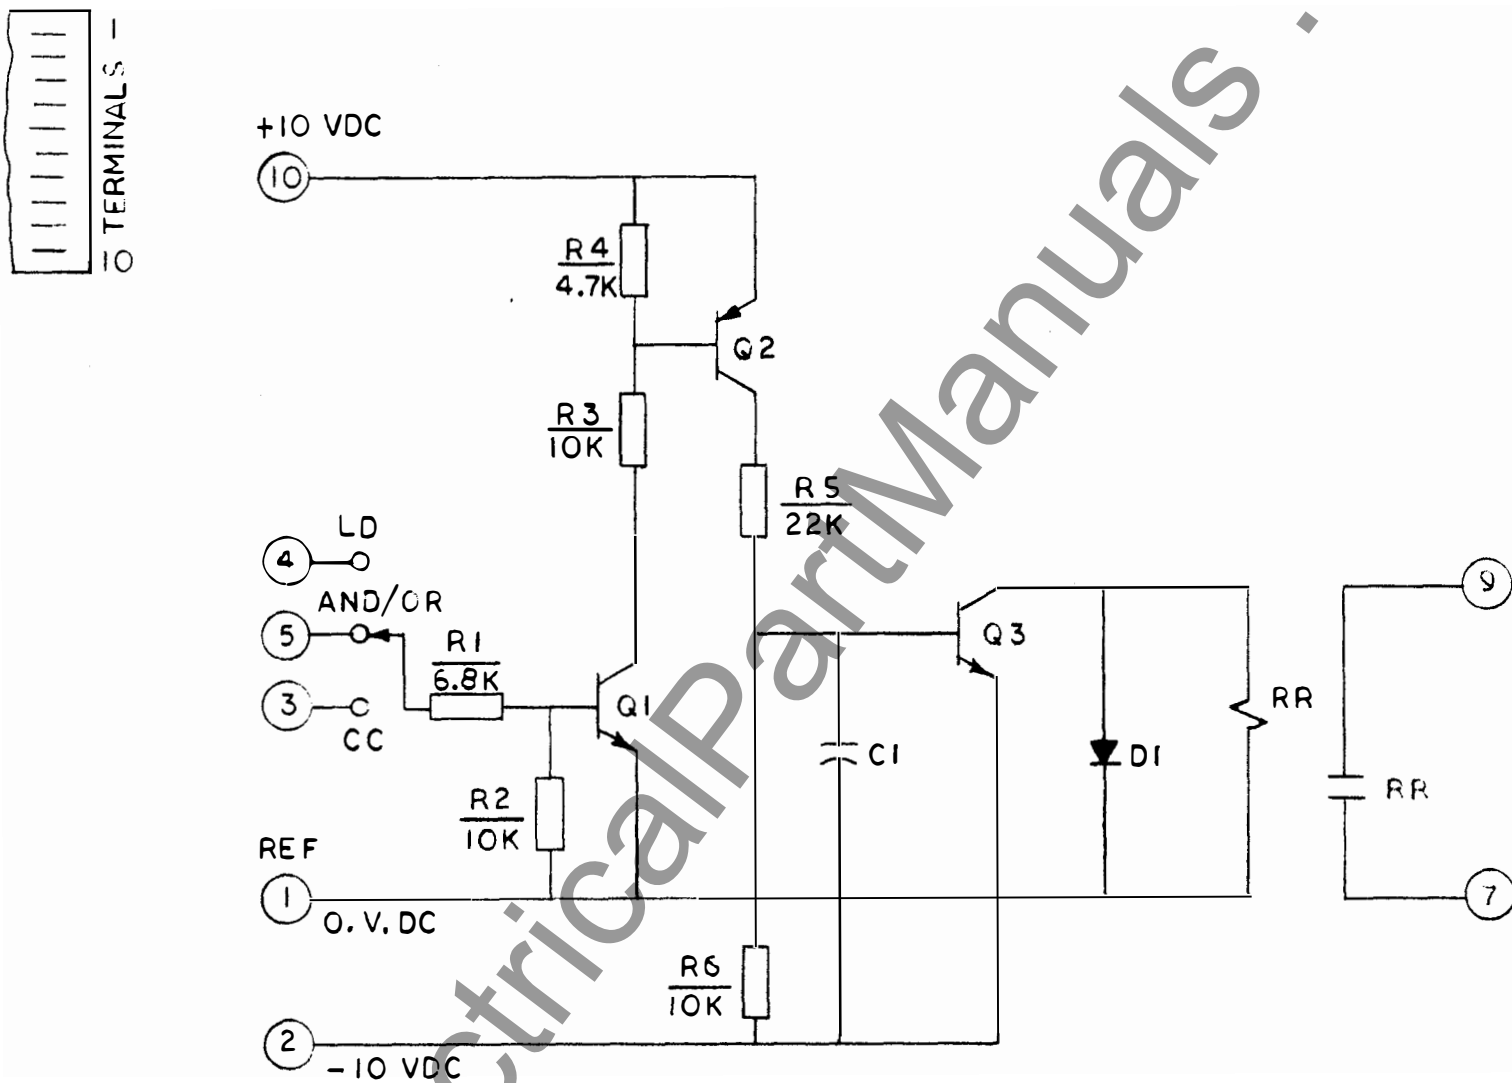 TERMINALS - 1
10
+10 VDC
10
R4
4.7K
Q2
R3
10K
R5
22K
LD
4
AND/OR
5
R1
6.8K
3
CC
Q1
Q3
9
RR
C1
D1
RR
R2
10K
REF
1
0. V. DC
7
R6
10K
2
-10 VDC
ctricalPartManuals .